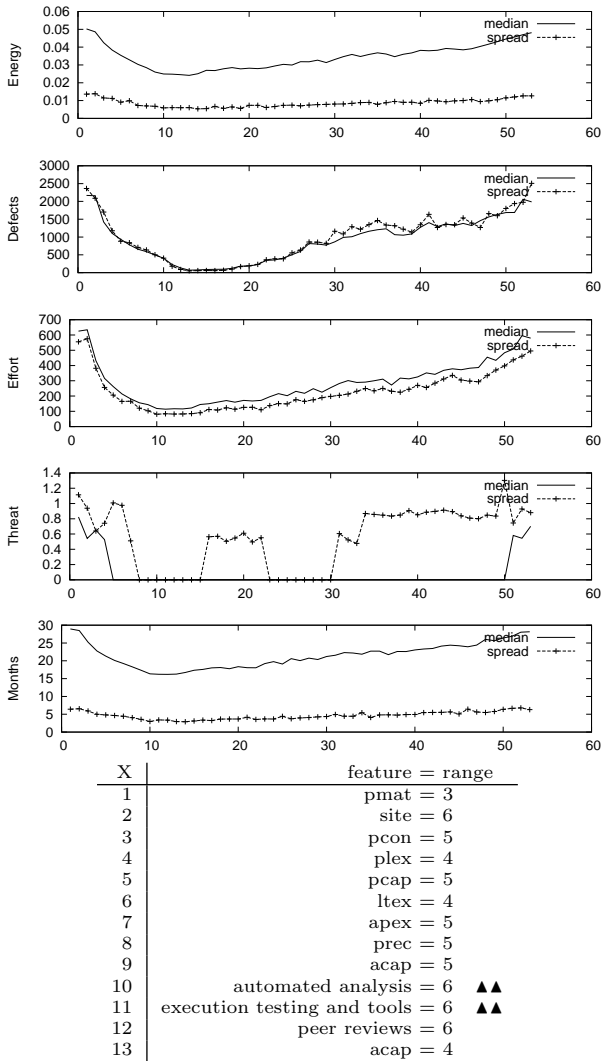 0.06
0.05
0.04
0.03
0.02
0.01
0
Energy
median
spread
0 10 20 30 40 50 60
3000
2500
2000
1500
1000
500
0
Defects
median
spread
0 10 20 30 40 50 60
700
600
500
400
300
200
100
0
Effort
median
spread
0 10 20 30 40 50 60
1.4
1.2
1
0.8
0.6
0.4
0.2
0
Threat
median
spread
0 10 20 30 40 50 60
30
25
20
15
10
5
0
Months
median
spread
0 10 20 30 40 50 60
X feature = range
1 pmat = 3
2 site = 6
3 pcon = 5
4 plex = 4
5 pcap = 5
6 ltex = 4
7 apex = 5
8 prec = 5
9 acap = 5
10 automated analysis = 6 ▲▲
11 execution testing and tools = 6 ▲▲
12 peer reviews = 6
13 acap = 4